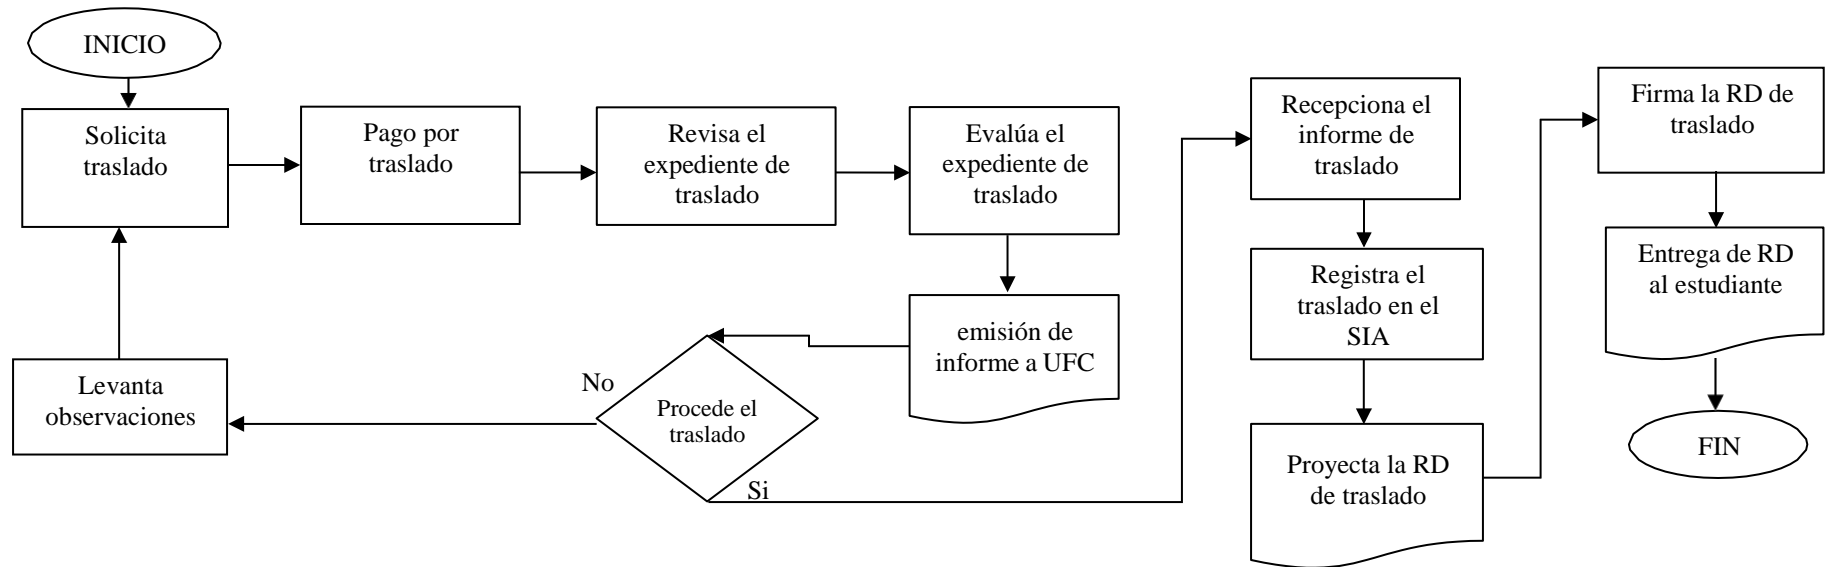 INICIO
Solicita
traslado
Pago por
traslado
Revisa el
expediente de
traslado
Evalúa el
expediente de
traslado
emisión de
informe a UFC
Procede el
traslado
No
Levanta
observaciones
Si
Recepciona el
informe de
traslado
Registra el
traslado en el
SIA
Proyecta la RD
de traslado
Firma la RD de
traslado
Entrega de RD
al estudiante
FIN